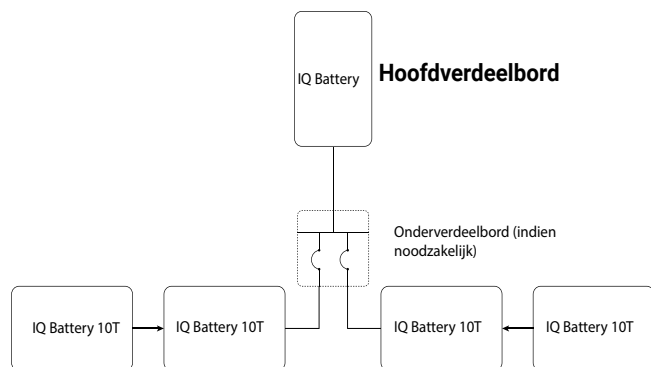 IQ Battery
Hoofdverdeelbord
Onderverdeelbord (indien
noodzakelijk)
IQ Battery 10T
IQ Battery 10T
IQ Battery 10T
IQ Battery 10T